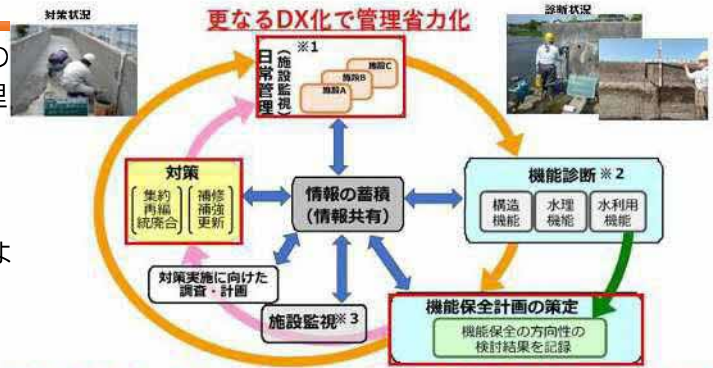 対策状況
更なるDX化で管理省力化
診断状況
の
理
よ
日常管理
(施設監視)
※1
施設A
施設B
施設C
対策
集約
再編
統廃合
補修
補強
更新
情報の蓄積
(情報共有)
機能診断※2
構造
機能
水理
機能
水利用
機能
対策実施に向けた
調査・計画
施設監視※3
機能保全計画の策定
機能保全の方向性の
検討結果を記録